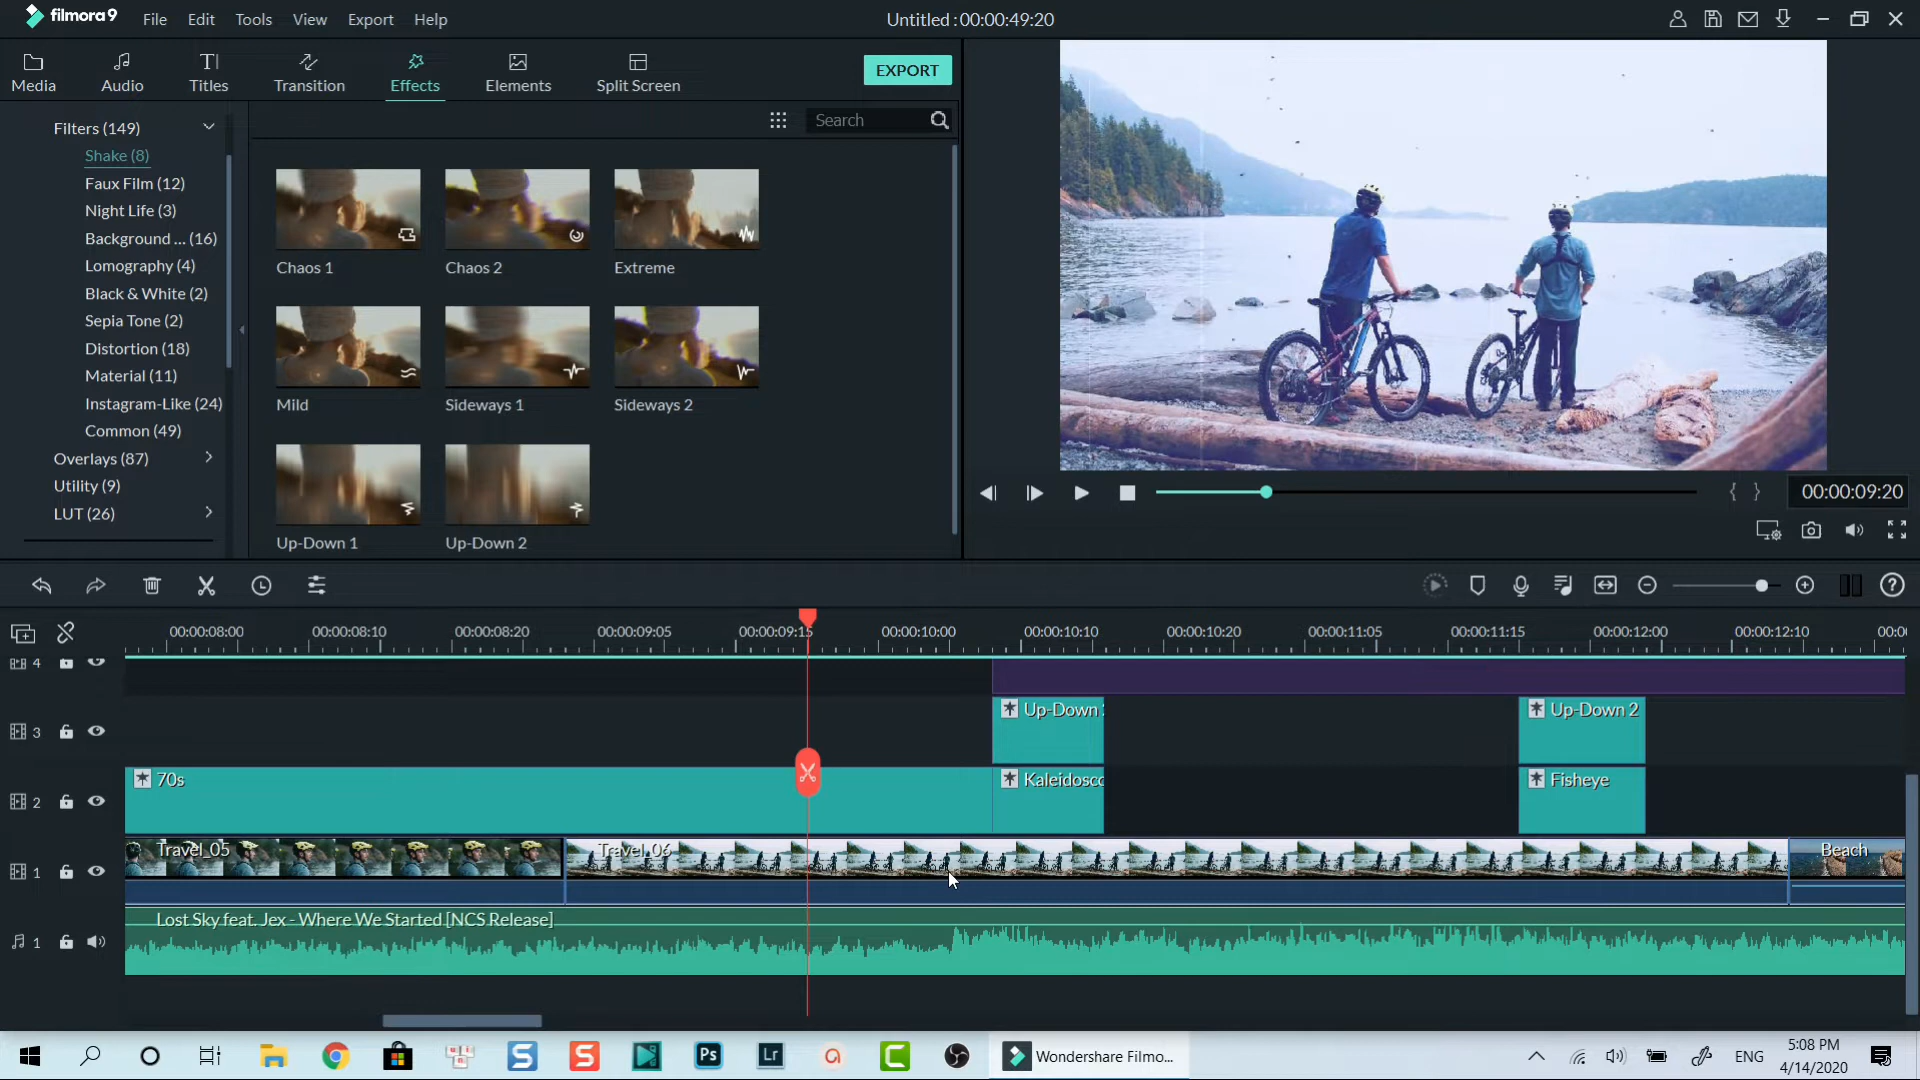 filmora9
File Edit Tools View Export Help
Untitled : 00:00:49:20
Media Audio Titles Transition Effects Elements Split Screen
EXPORT
Search
Filters (149)
Shake (8)
Faux Film (12)
Night Life (3)
Background ... (16)
Lomography (4)
Black & White (2)
Sepia Tone (2)
Distortion (18)
Material (11)
Instagram-Like (24)
Common (49)
Overlays (87)
Utility (9)
LUT (26)
Chaos 1 Chaos 2 Extreme
Mild Sideways 1 Sideways 2
Up-Down 1 Up-Down 2
00:00:09:20
00:00:08:00 00:00:08:10 00:00:08:20 00:00:09:05 00:00:09:15 00:00:10:00 00:00:10:10 00:00:10:20 00:00:11:05 00:00:11:15 00:00:12:00 00:00:12:10
4
3 Up-Down Up-Down 2
2 70s Kaleidosco Fisheye
1 Travel_05 Travel_06 Beach
1 Lost Sky feat. Jex - Where We Started [NCS Release]
S S Ps Lr C Wondershare Filmo...
ENG
5:08 PM
4/14/2020